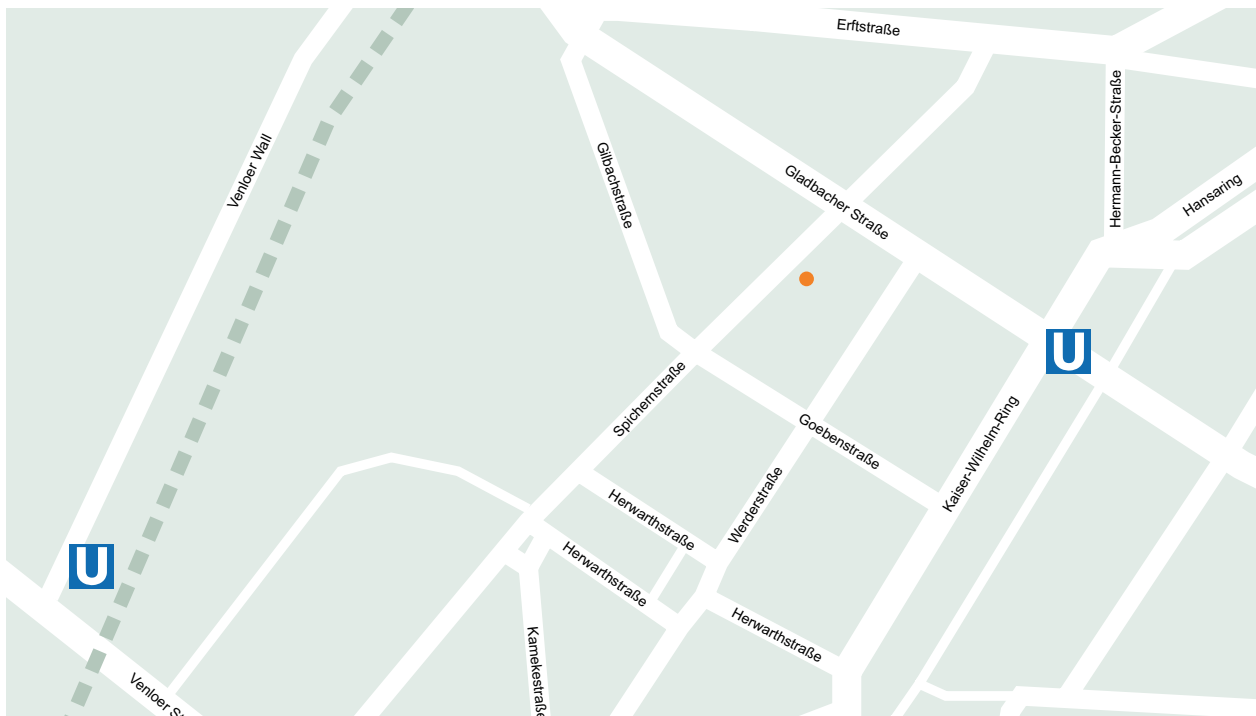 Erftstraße
Hermann-Becker-Straße
Venloer Wall
Gilbachstraße
Gladbacher Straße
Hansaring
U
Spichernstraße
Goebenstraße
Kaiser-Wilhelm-Ring
Werderstraße
Herwarthstraße
U
Herwarthstraße
Herwarthstraße
Kamekestraße
Venloer